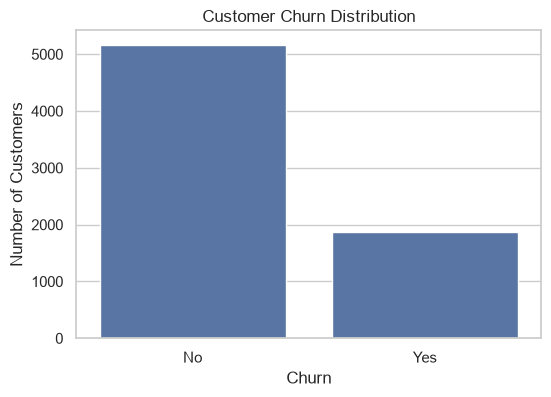 Customer Churn Distribution
Number of Customers
5000
4000
3000
2000
1000
0
No
Yes
Churn